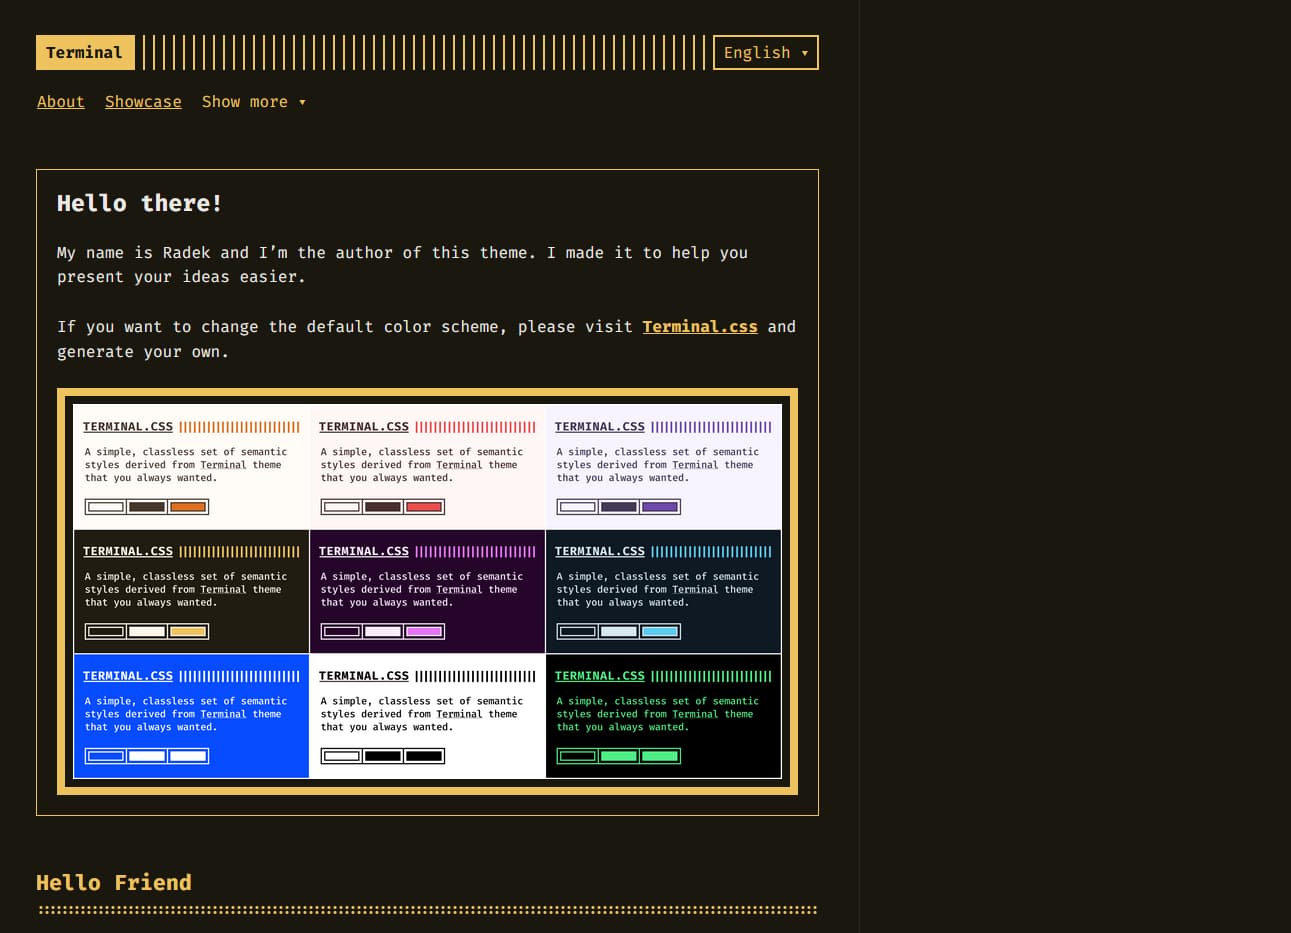 Terminal
English ▾
About Showcase Show more ▾
Hello there!
My name is Radek and I’m the author of this theme. I made it to help you
present your ideas easier.
If you want to change the default color scheme, please visit Terminal.css and
generate your own.
TERMINAL.CSS
A simple, classless set of semantic
styles derived from Terminal theme
that you always wanted.
TERMINAL.CSS
A simple, classless set of semantic
styles derived from Terminal theme
that you always wanted.
TERMINAL.CSS
A simple, classless set of semantic
styles derived from Terminal theme
that you always wanted.
TERMINAL.CSS
A simple, classless set of semantic
styles derived from Terminal theme
that you always wanted.
TERMINAL.CSS
A simple, classless set of semantic
styles derived from Terminal theme
that you always wanted.
TERMINAL.CSS
A simple, classless set of semantic
styles derived from Terminal theme
that you always wanted.
TERMINAL.CSS
A simple, classless set of semantic
styles derived from Terminal theme
that you always wanted.
TERMINAL.CSS
A simple, classless set of semantic
styles derived from Terminal theme
that you always wanted.
TERMINAL.CSS
A simple, classless set of semantic
styles derived from Terminal theme
that you always wanted.
Hello Friend